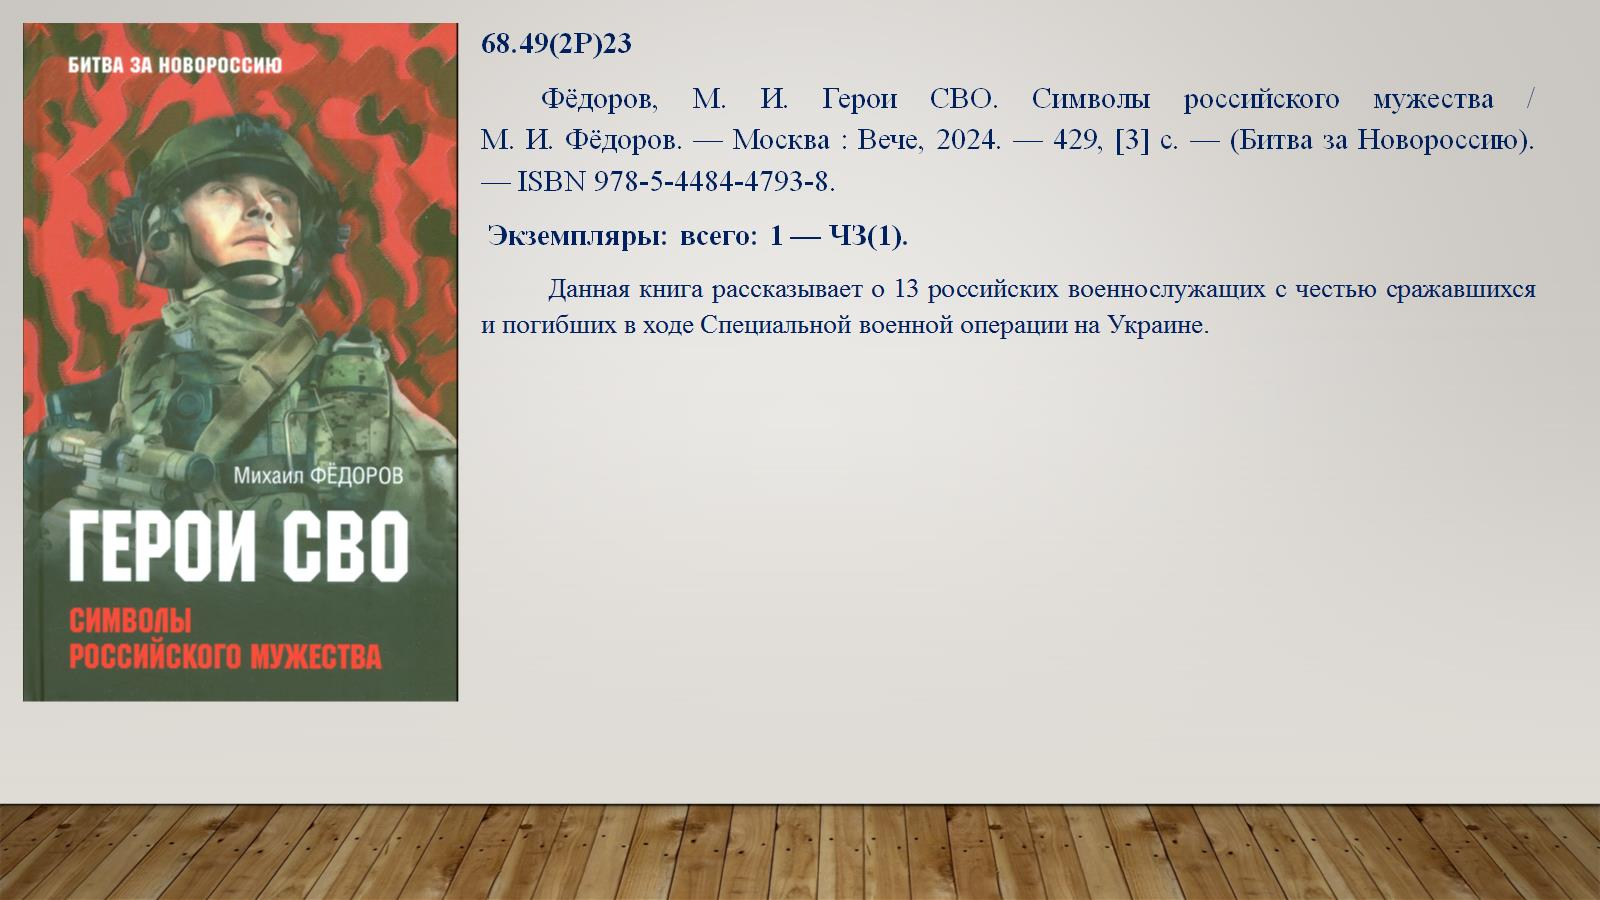 БИТВА ЗА НОВОРОССИЮ
Михаил ФЁДОРОВ
ГЕРОИ СВО
СИМВОЛЫ
РОССИЙСКОГО МУЖЕСТВА
68.49(2Р)23
Фёдоров, М. И. Герои СВО. Символы российского мужества /
М. И. Фёдоров. — Москва : Вече, 2024. — 429, [3] с. — (Битва за Новороссию).
— ISBN 978-5-4484-4793-8.
Экземпляры: всего: 1 — ЧЗ(1).
Данная книга рассказывает о 13 российских военнослужащих с честью сражавшихся
и погибших в ходе Специальной военной операции на Украине.